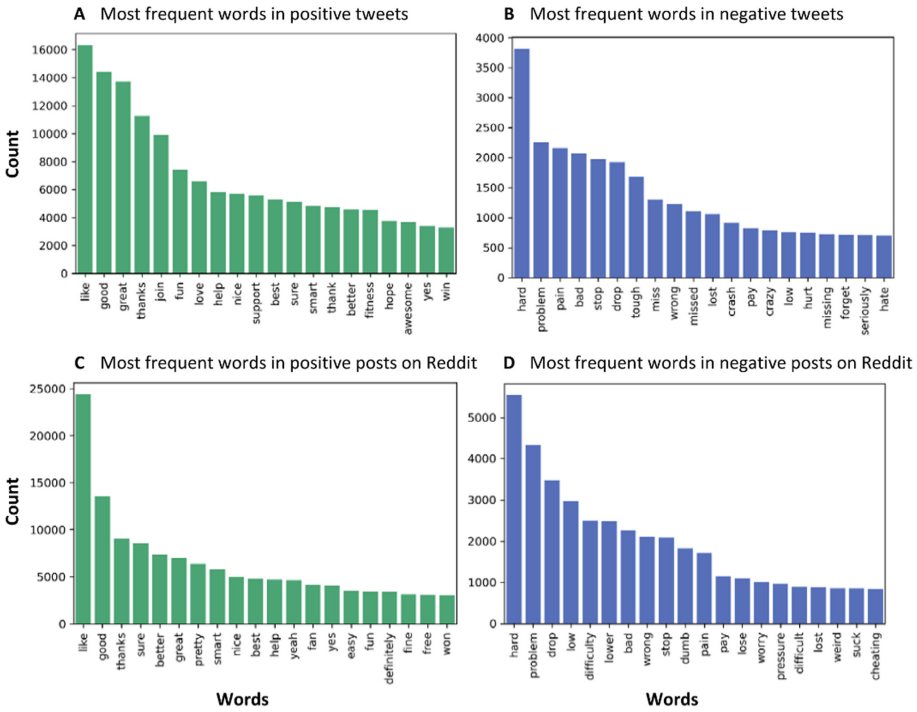 A Most frequent words in positive tweets
Count
16000
14000
12000
10000
8000
6000
4000
2000
0
like good great thanks join fun love help nice support best sure smart thank better fitness hope awesome yes win
B Most frequent words in negative tweets
4000
3500
3000
2500
2000
1500
1000
500
0
hard problem pain bad stop drop tough miss wrong missed lost crash pay crazy low hurt missing forget seriously hate
C Most frequent words in positive posts on Reddit
Count
25000
20000
15000
10000
5000
0
like good thanks sure better great pretty smart nice best help yeah fan yes easy fun definitely fine free won
Words
D Most frequent words in negative posts on Reddit
5000
4000
3000
2000
1000
0
hard problem drop low difficulty lower bad wrong stop dumb pain pay lose worry pressure difficult lost weird suck cheating
Words